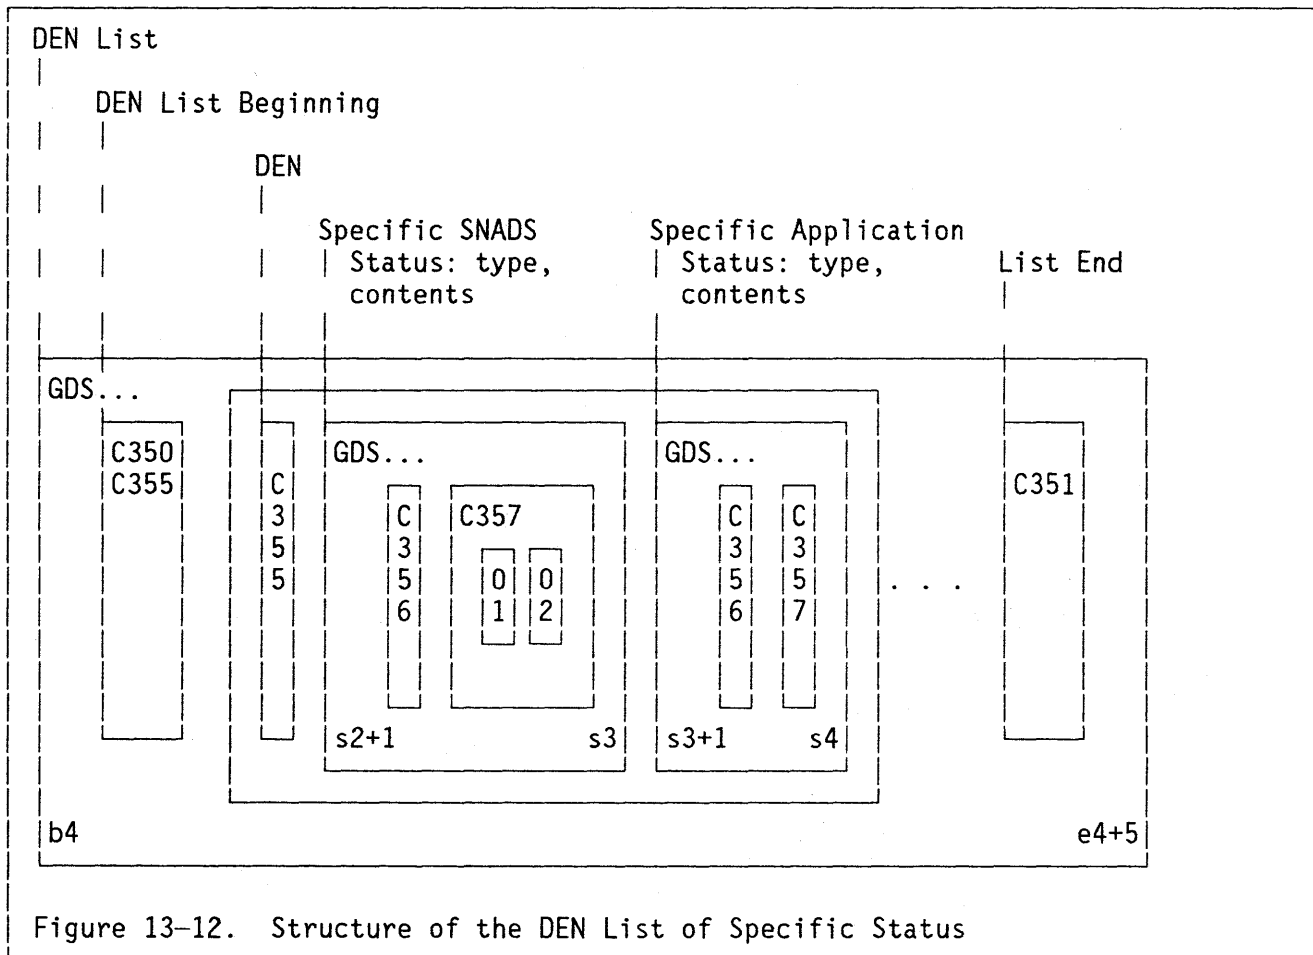 DEN List
DEN List Beginning
DEN
Specific SNADS Specific Application
Status: type, Status: type, List End
contents contents
GDS...
C350 GDS... GDS...
C355 C C351
3 C C357 C C
5 3 3 3
5 5 0 0 5 5 . . .
6 1 2 6 7
s2+1 s3 s3+1 s4
b4 e4+5
Figure 13–12. Structure of the DEN List of Specific Status